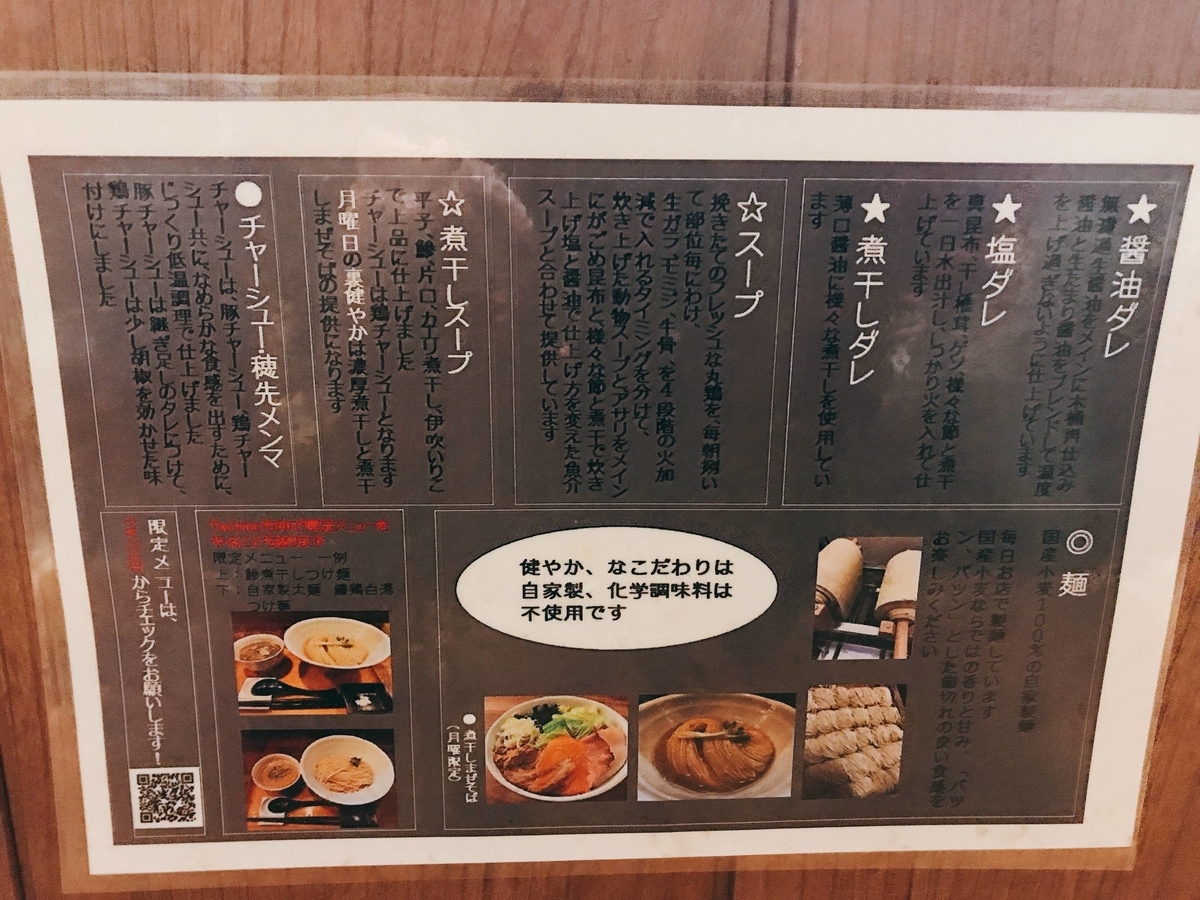 ★醤油ダレ
無濾過生醤油をメインに木桶再仕込み
醤油と生たまり醤油をブレンドして温度
を上げ過ぎないように仕上げています
★塩ダレ
真昆布、干し椎茸、様々な節と煮干
を一日水出汁し、しっかり火を入れて仕
上げています
★煮干しダレ
薄口醤油に様々な煮干しを使用してい
ます
☆スープ
挽きたてのフレッシュな丸鶏を、毎朝捌い
て部位毎にわけ、
生ガラ、モミジ、牛骨、を4段階の火加
減で入れるタイミングを分けて、
炊き上げた動物スープとアサリをメイン
にがごめ昆布と様々な節と煮干で炊き
上げ塩と醤油で仕上げ方を変えた魚介
スープと合わせて提供しています
☆煮干しスープ
平子、鯵、片口、カエリ煮干し、伊吹いりこ
で上品に仕上げました
チャーシューは鶏チャーシューとなります
月曜日の裏健やかは濃厚煮干しと煮干
しまぜそばの提供になります
●チャーシュー・穂先メンマ
チャーシューは、豚チャーシュー、鶏チャー
シュー共に、なめらかな食感を出すために、
じっくり低温調理で仕上げました
豚チャーシューは継ぎ足しのタレにつけて、
鶏チャーシューは少し胡椒を効かせた味
付けにしました
◎麺
国産小麦100%の自家製麺
毎日お店で製麺しています
国産小麦ならではの香りと甘み、「パツ
ン、パツン」とした歯切れの良い食感を
お楽しみください
健やか、なこだわりは
自家製、化学調味料は
不使用です
●煮干しまぜそば
(月曜限定)
限定メニュー 一例
上：鯵煮干しつけ麺
下：自家製太麺 鶏白湯
つけ麺
限定メニューは、
からチェックをお願いします！